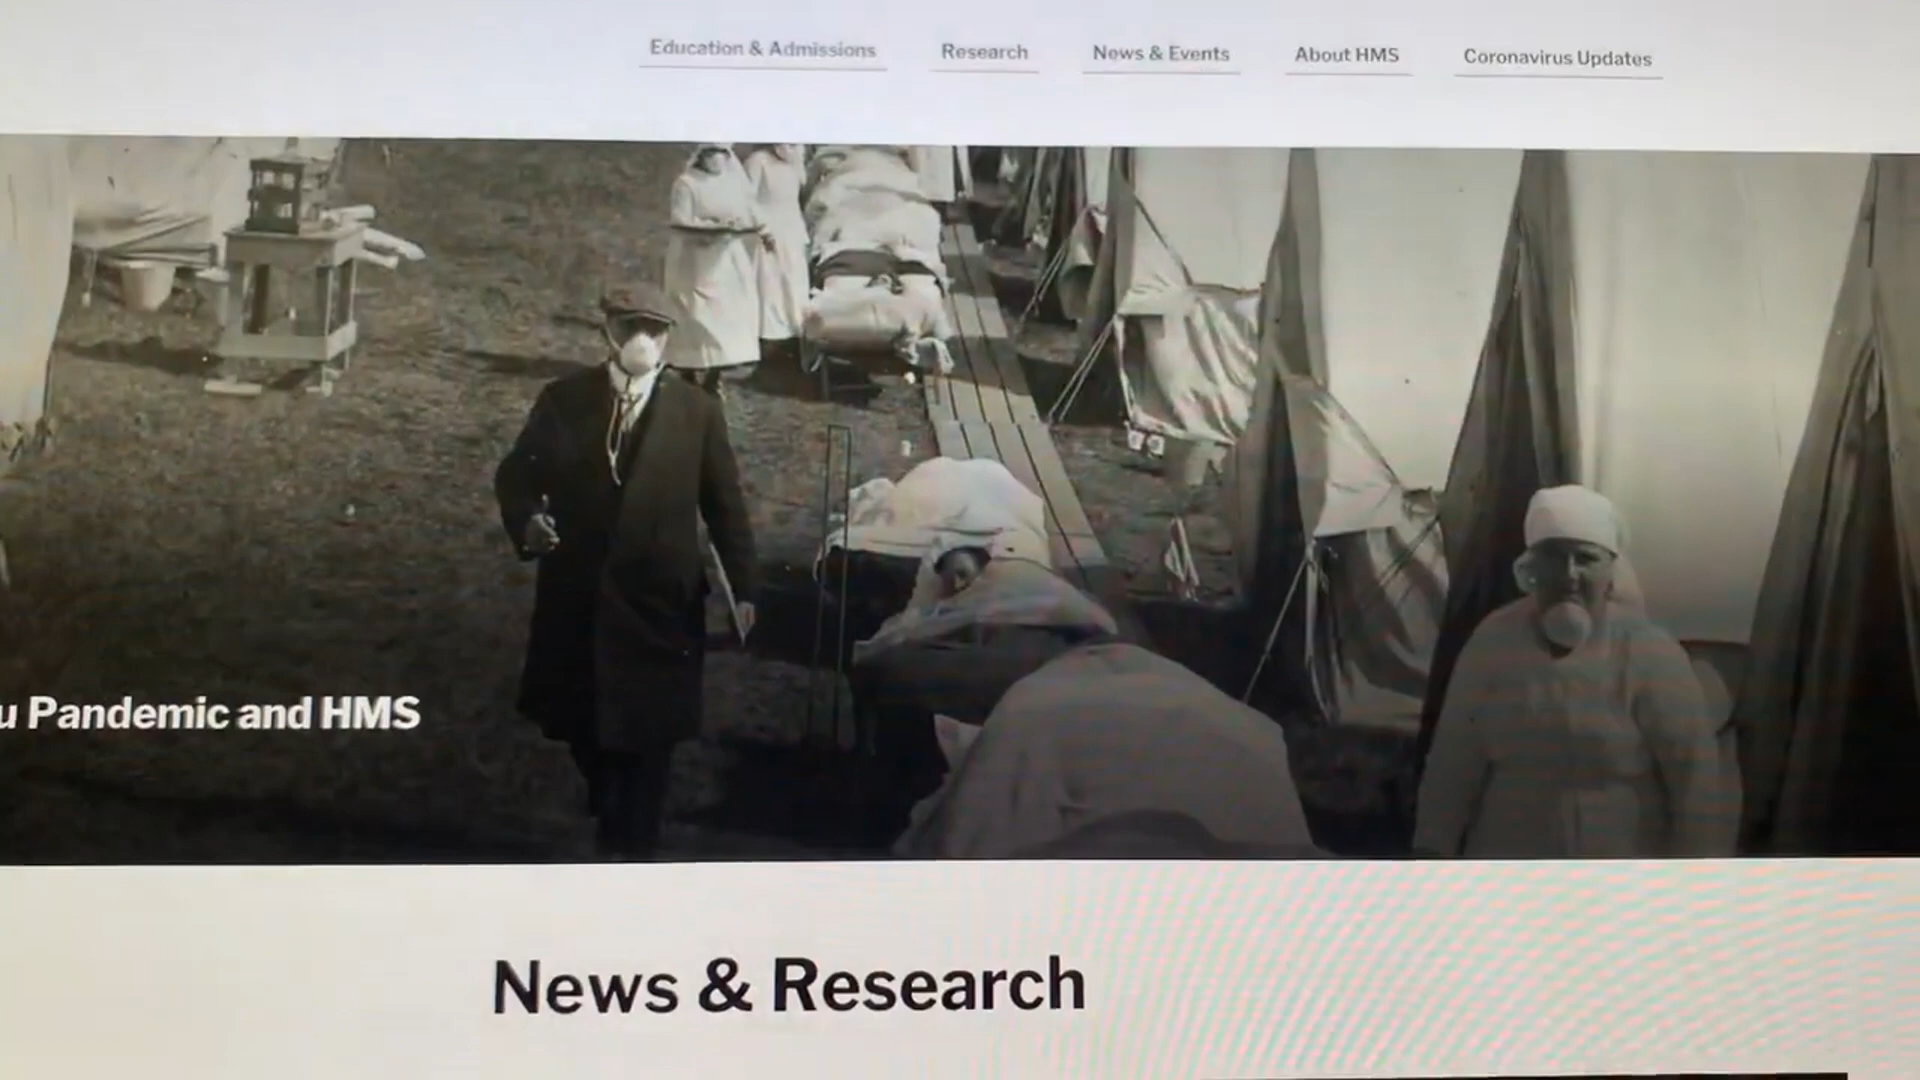 Education & Admissions Research News & Events About HMS Coronavirus Updates
u Pandemic and HMS
News & Research